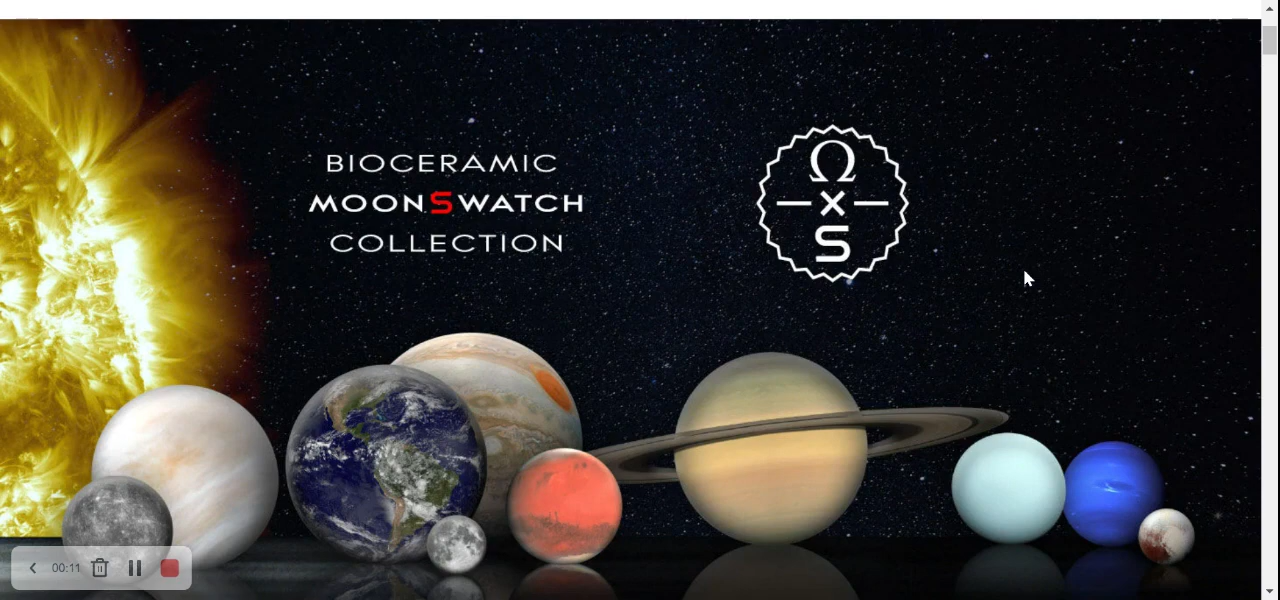 BIOCERAMIC
MOONSWATCH
COLLECTION
Ω
×
S
00:11